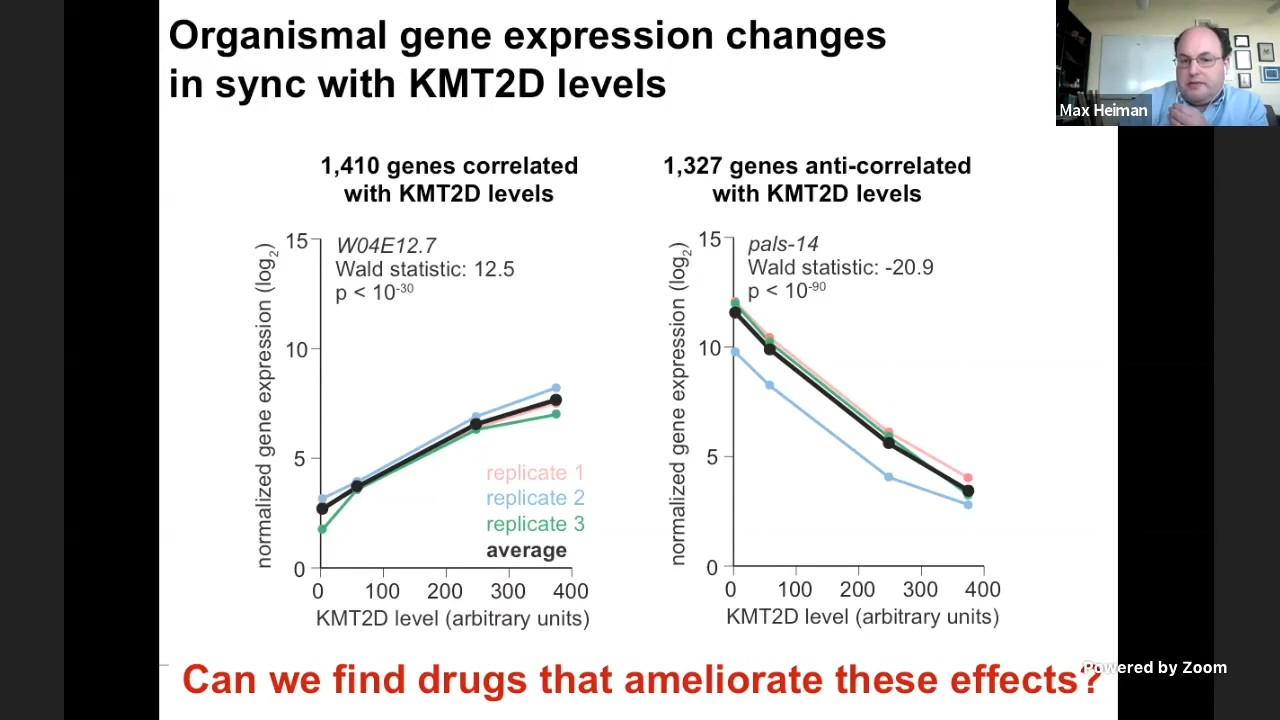 Organismal gene expression changes
in sync with KMT2D levels
Max Heiman
1,410 genes correlated
with KMT2D levels
15
10
5
0
normalized gene expression (log2)
W04E12.7
Wald statistic: 12.5
p < 10-30
replicate 1
replicate 2
replicate 3
average
0 100 200 300 400
KMT2D level (arbitrary units)
1,327 genes anti-correlated
with KMT2D levels
15
10
5
0
normalized gene expression (log2)
pals-14
Wald statistic: -20.9
p < 10-90
0 100 200 300 400
KMT2D level (arbitrary units)
Can we find drugs that ameliorate these effects?
Powered by Zoom